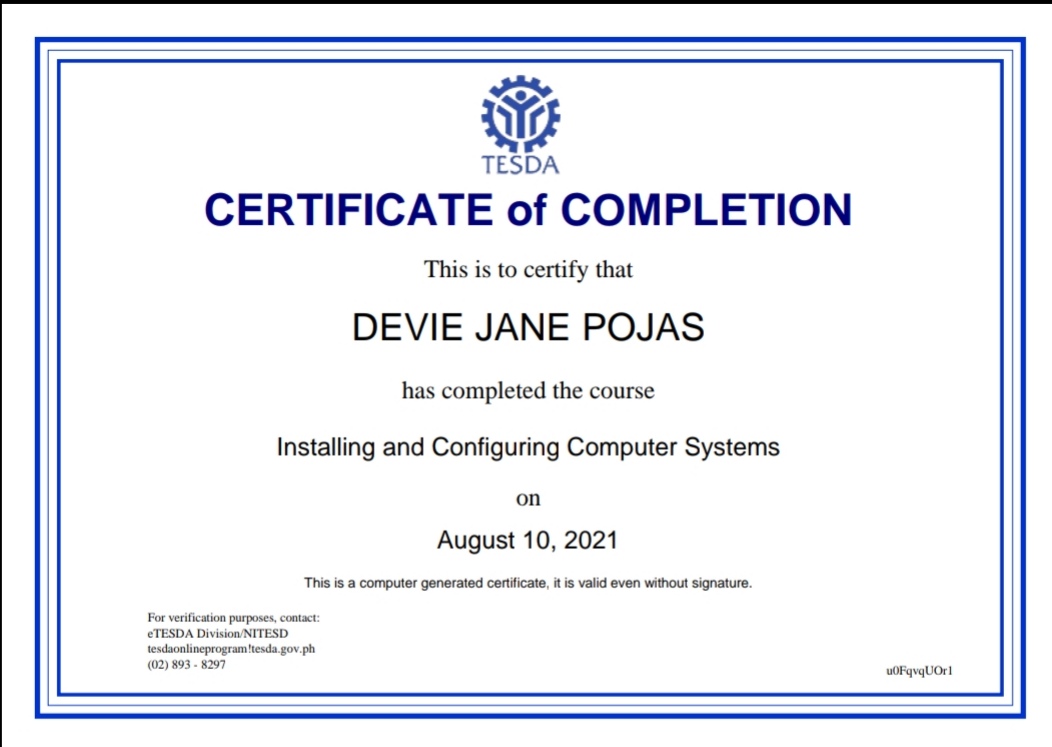 TESDA
CERTIFICATE of COMPLETION
This is to certify that
DEVIE JANE POJAS
has completed the course
Installing and Configuring Computer Systems
on
August 10, 2021
This is a computer generated certificate, it is valid even without signature.
For verification purposes, contact:
eTESDA Division/NITESD
tesdaonlineprogram!tesda.gov.ph
(02) 893 - 8297
u0FqvqUOr1